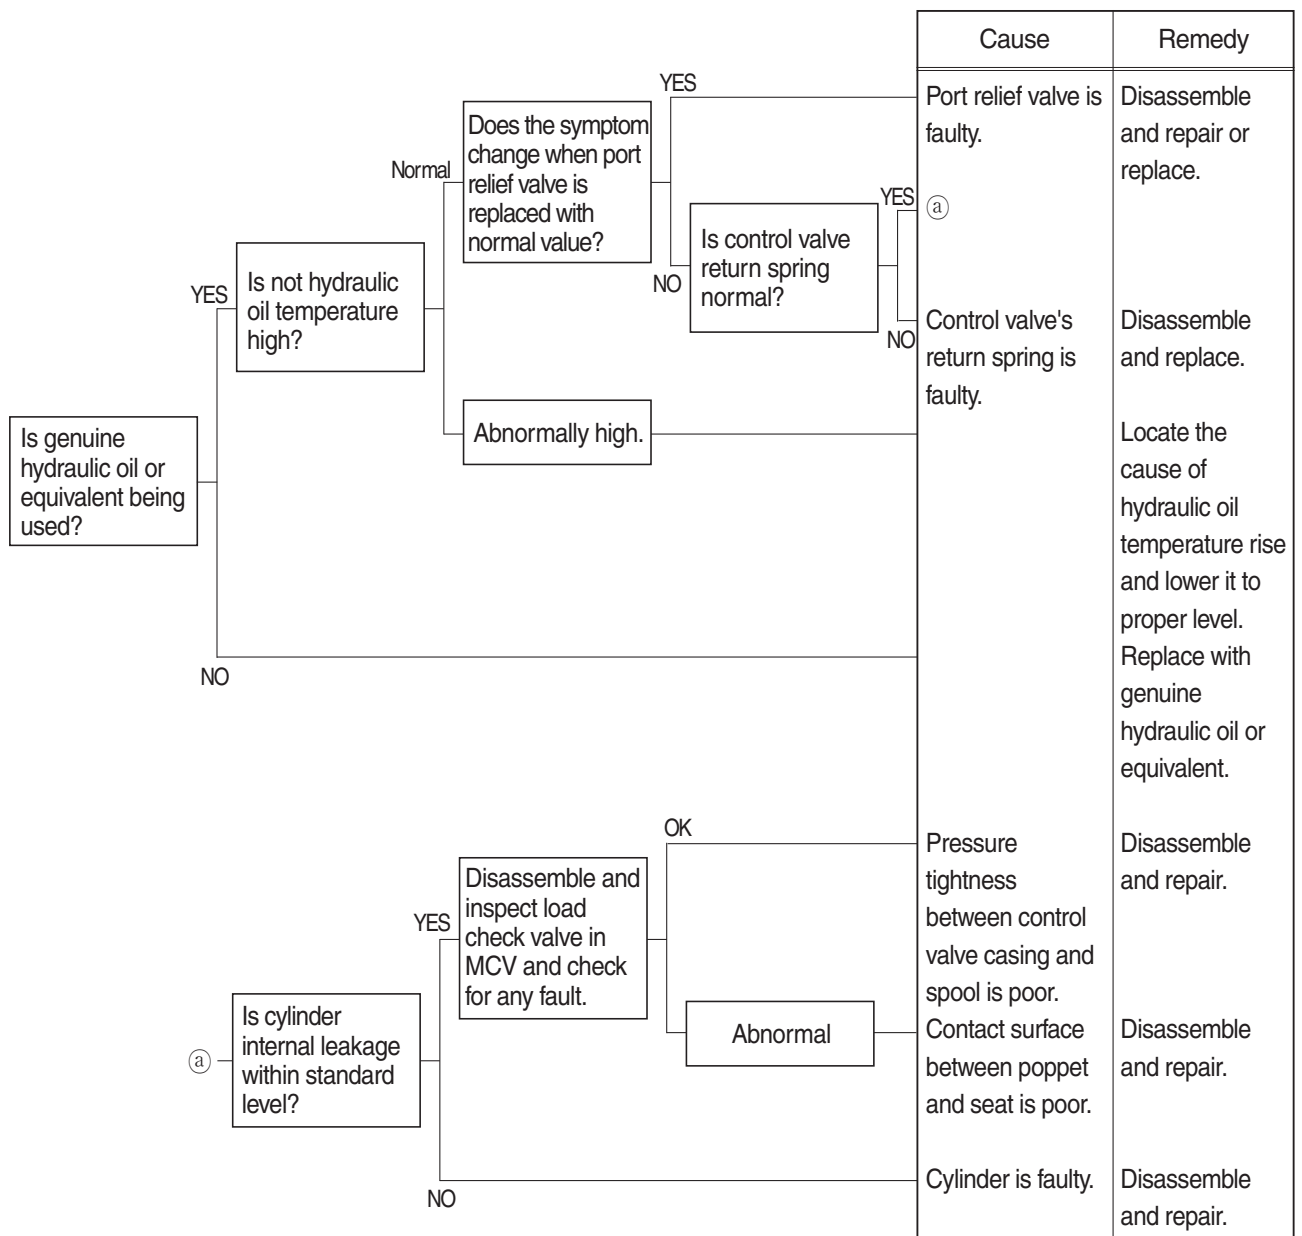 Cause
Remedy
YES
Port relief valve is
faulty.
Disassemble
and repair or
replace.
Does the symptom
change when port
relief valve is
replaced with
normal value?
Normal
YES
ⓐ
Is control valve
return spring
normal?
NO
NO
Control valve's
return spring is
faulty.
Disassemble
and replace.
YES
Is not hydraulic
oil temperature
high?
Abnormally high.
Locate the
cause of
hydraulic oil
temperature rise
and lower it to
proper level.
Is genuine
hydraulic oil or
equivalent being
used?
NO
Replace with
genuine
hydraulic oil or
equivalent.
OK
Pressure
tightness
between control
valve casing and
spool is poor.
Disassemble
and repair.
YES
Disassemble and
inspect load
check valve in
MCV and check
for any fault.
Abnormal
Contact surface
between poppet
and seat is poor.
Disassemble
and repair.
ⓐ
Is cylinder
internal leakage
within standard
level?
NO
Cylinder is faulty.
Disassemble
and repair.